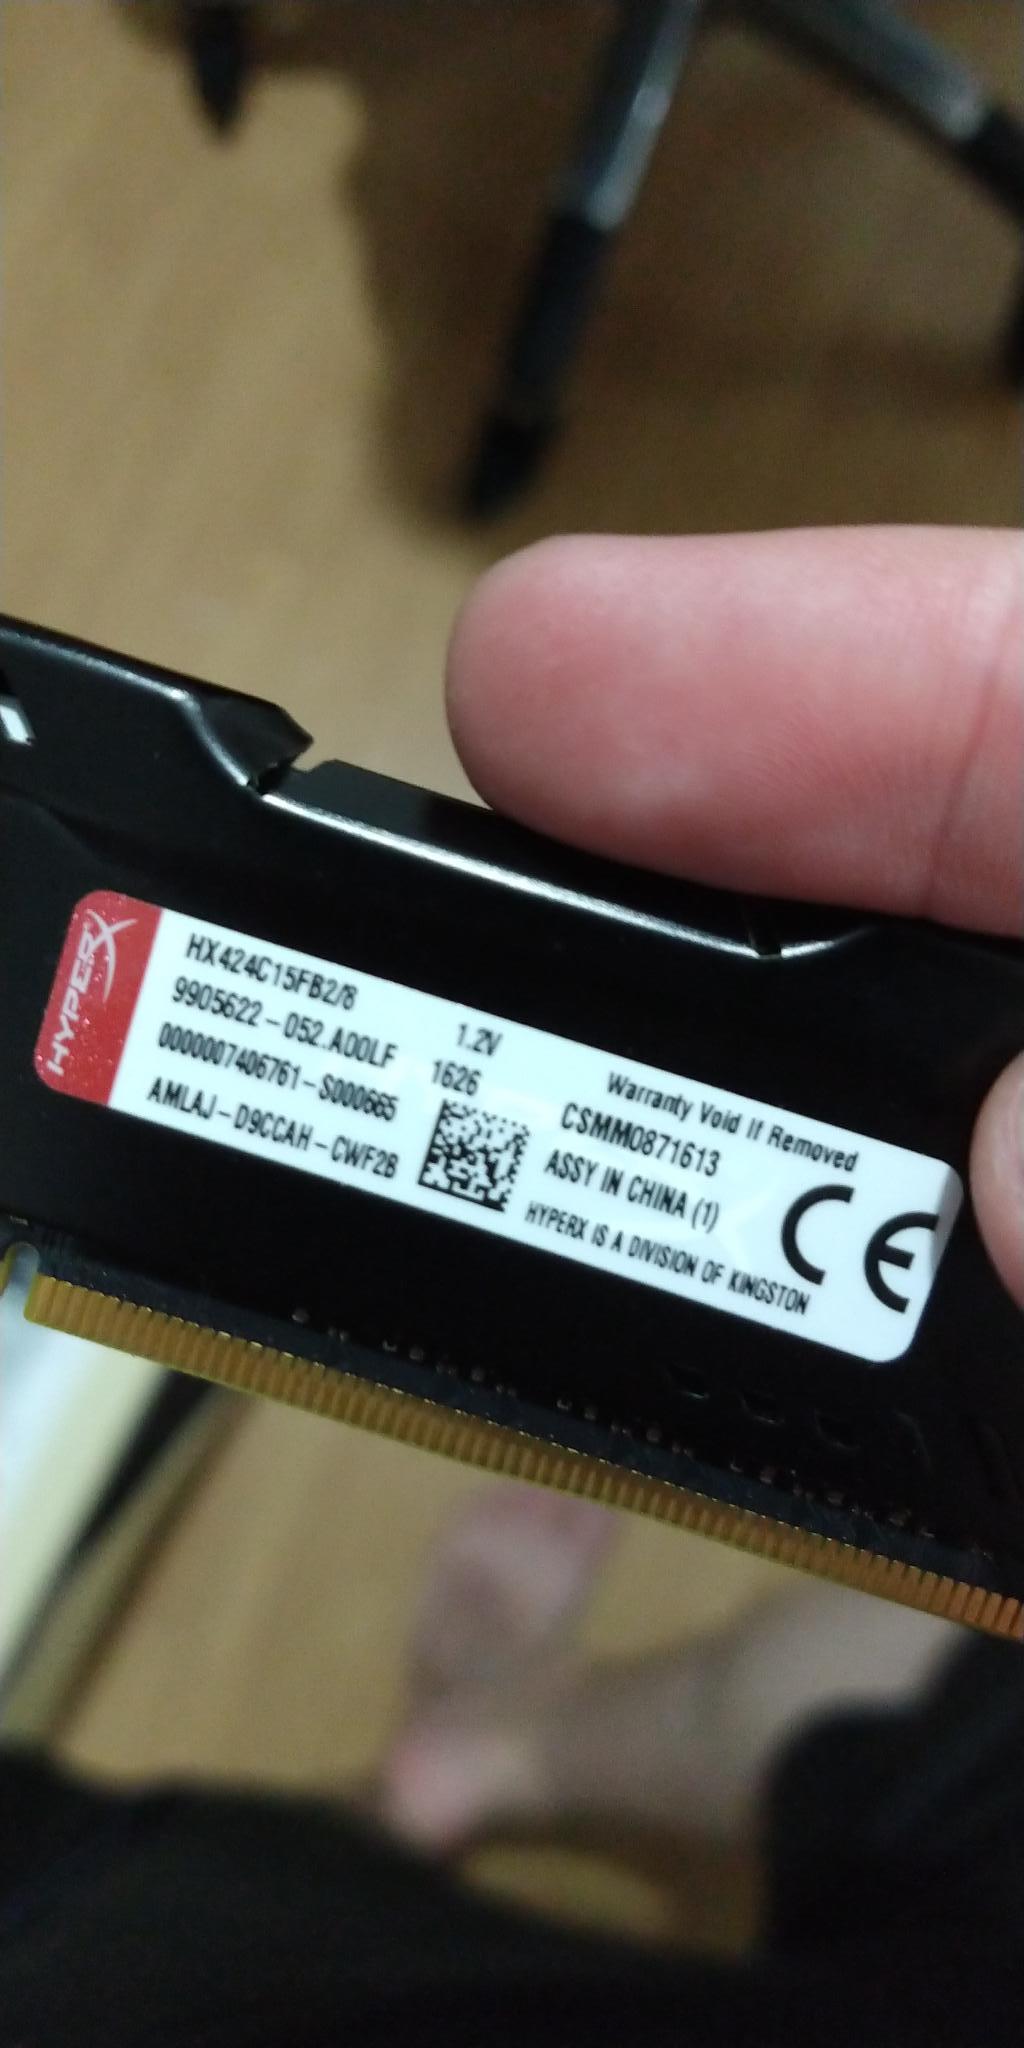 HYPERX
HX424C15FB2/8
9905622-052.A00LF
1.2V
0000007406761-S000665
1626
AMLAJ-D9CCAH-CWF2B
Warranty Void If Removed
CSMM0871613
ASSY IN CHINA (1)
HYPERX IS A DIVISION OF KINGSTON
CE